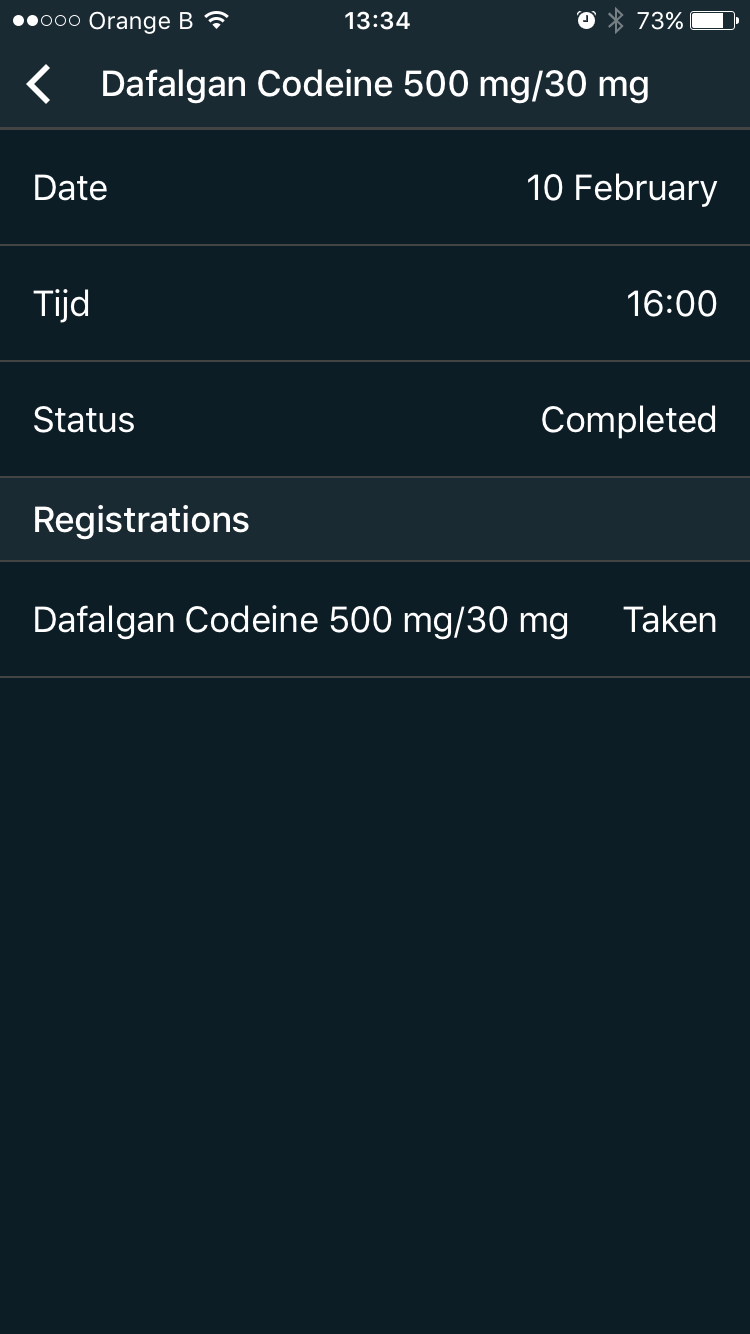 Orange B 13:34 73%
Dafalgan Codeine 500 mg/30 mg
Date 10 February
Tijd 16:00
Status Completed
Registrations
Dafalgan Codeine 500 mg/30 mg Taken